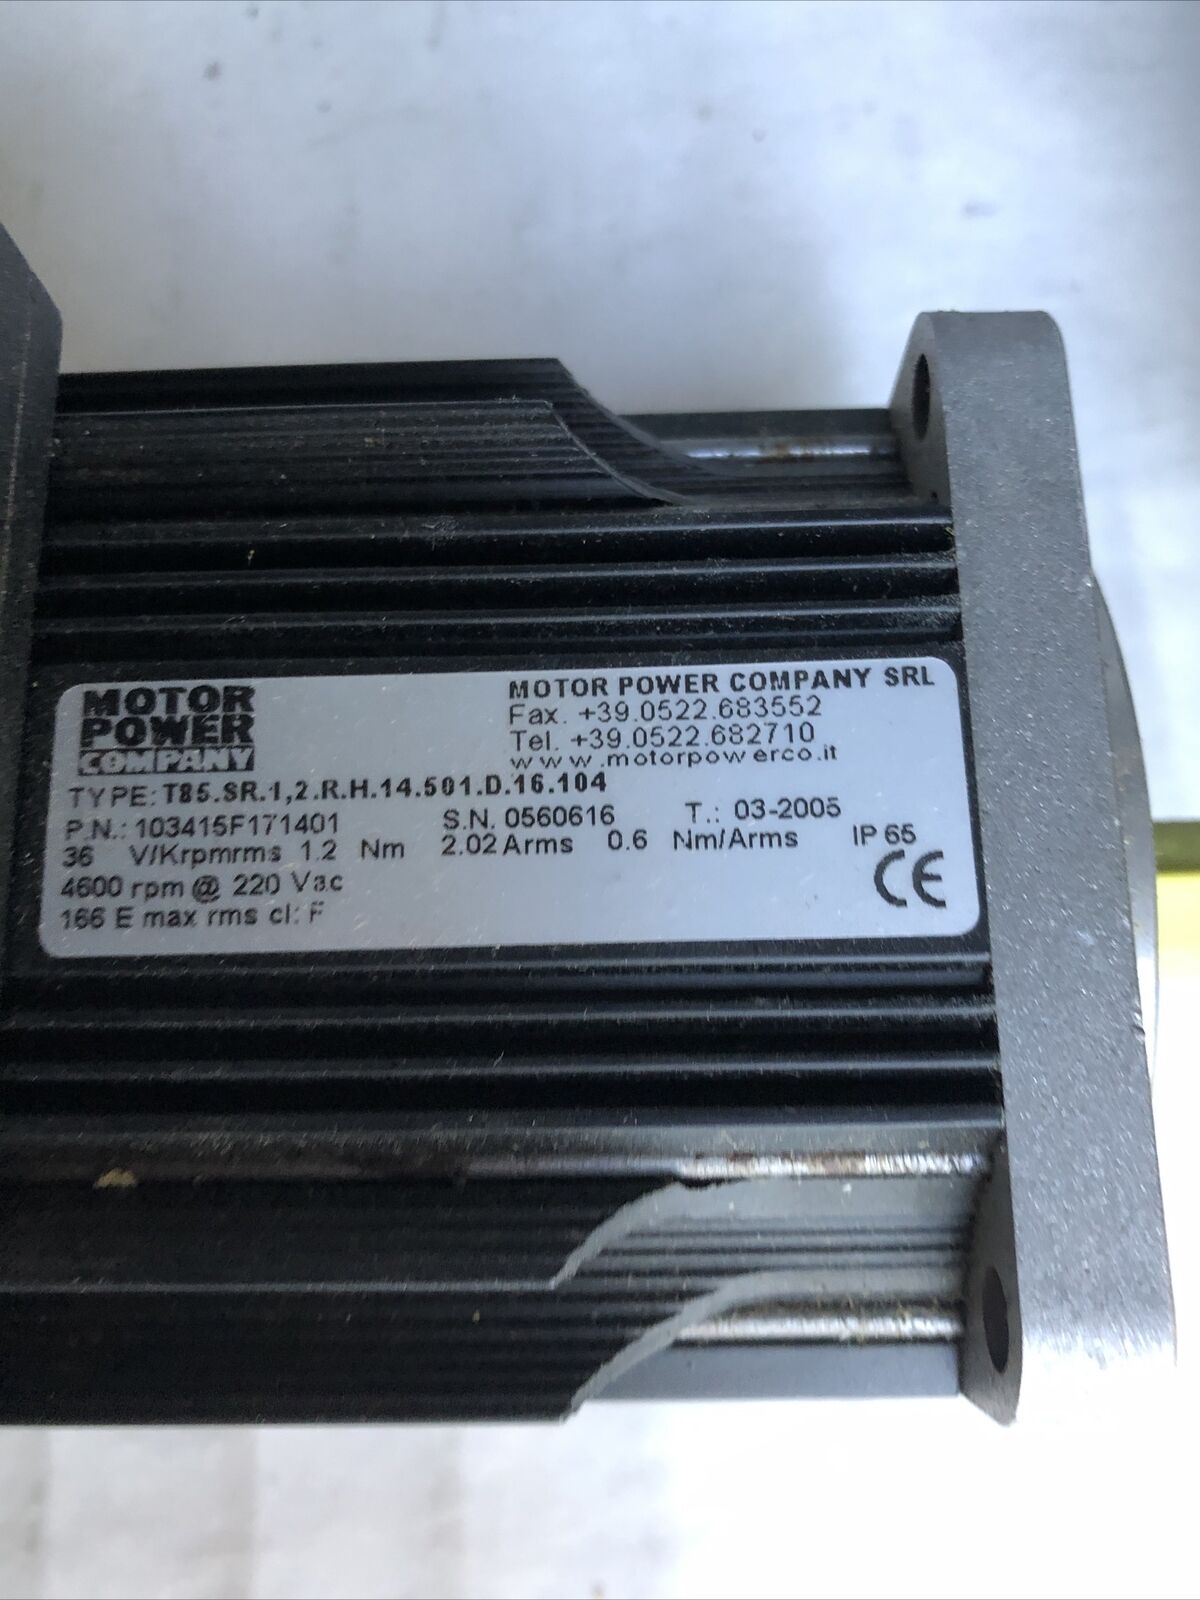 MOTOR
POWER
COMPANY
MOTOR POWER COMPANY SRL
Fax. +39.0522.683552
Tel. +39.0522.682710
www.motorpowerco.it
TYPE: T85.SR.1,2.R.H.14.501.D.16.104
P.N.: 103415F171401 S.N. 0560616 T.: 03-2005
36 V/Krpmrms 1.2 Nm 2.02 Arms 0.6 Nm/Arms IP 65
4600 rpm @ 220 Vac
166 E max rms cl: F
CE